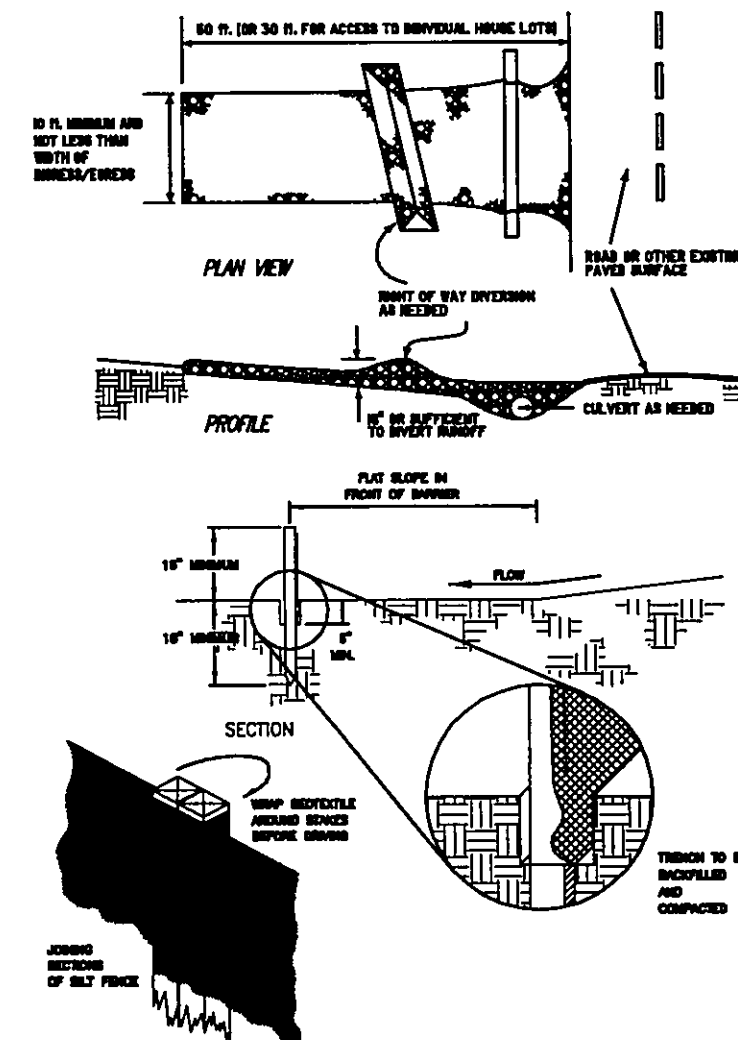 50 ft. (OR 30 ft. FOR ACCESS TO INDIVIDUAL HOUSE LOTS)
10 ft. MINIMUM AND
NOT LESS THAN
WIDTH OF
INGRESS/EGRESS
PLAN VIEW
RIGHT OF WAY DIVERSION
AS NEEDED
ROAD OR OTHER EXISTIN
PAVED SURFACE
PROFILE
OR SUFFICIENT
TO DIVERT RUNOFF
CULVERT AS NEEDED
FLAT SLOPE IN
FRONT OF BARRIER
MINIMUM
FLOW
MINIMUM
MIN.
SECTION
WRAP GEOTEXTILE
AROUND STAKES
BEFORE DRIVING
TRENCH TO B
BACKFILLED
AND
COMPACTED
JOINING
SECTIONS
OF SILT FENCE